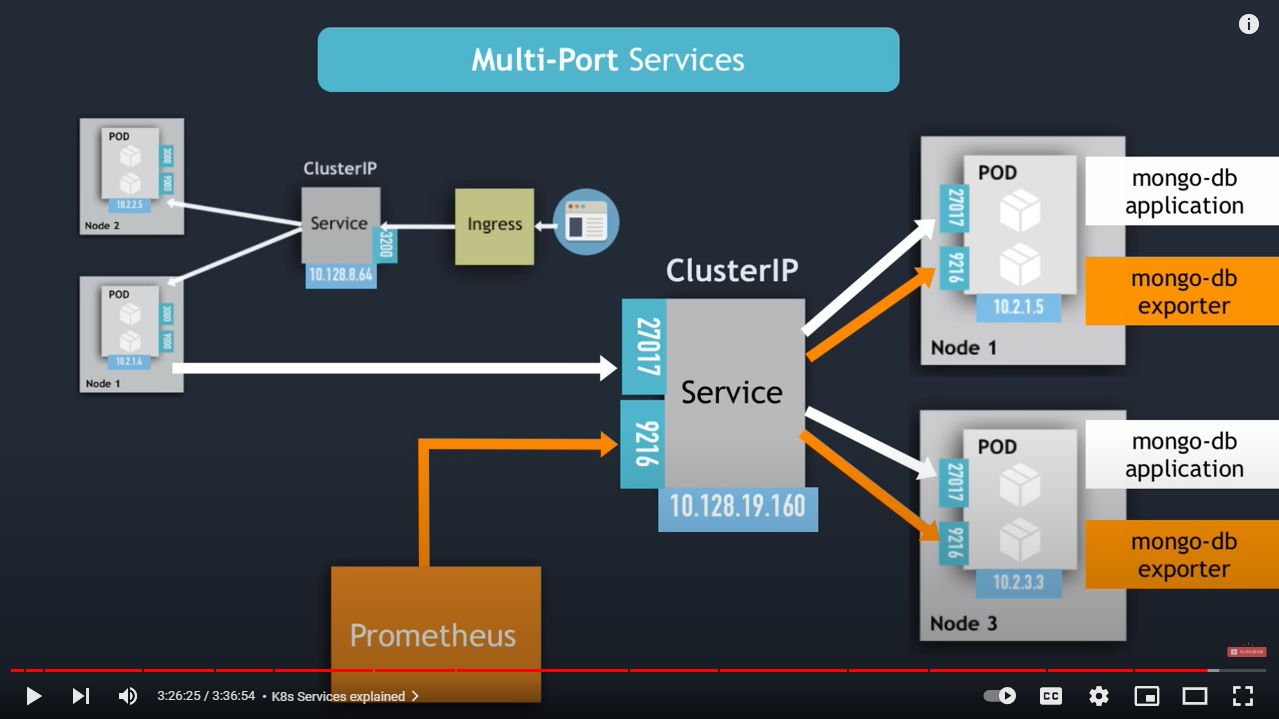 Multi-Port Services
POD
3000
9000
10.2.2.5
Node 2
ClusterIP
Service
3200
10.128.8.64
Ingress
POD
3000
9000
10.2.1.4
Node 1
ClusterIP
27017
9216
Service
10.128.19.160
Prometheus
POD
27017
9216
10.2.1.5
Node 1
mongo-db
application
mongo-db
exporter
POD
27017
9216
10.2.3.3
Node 3
mongo-db
application
mongo-db
exporter
SUBSCRIBE
3:26:25 / 3:36:54 • K8s Services explained
CC